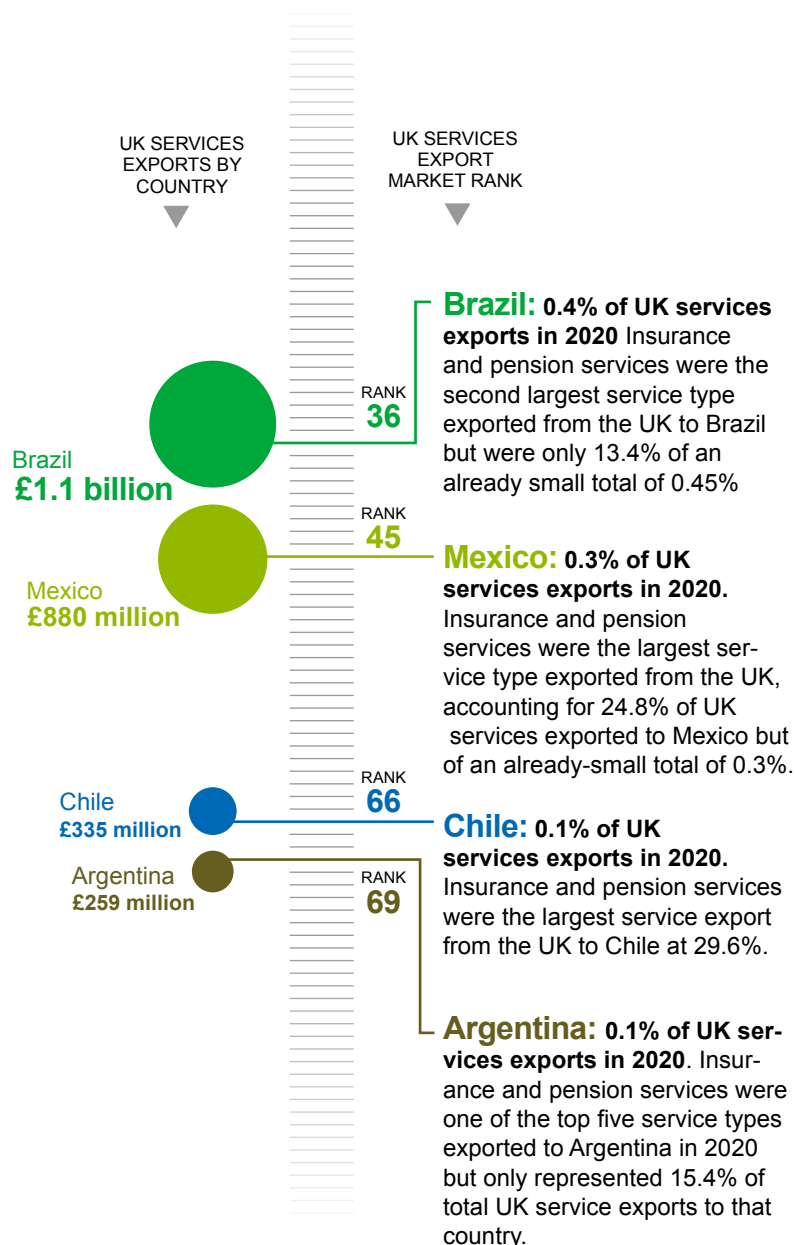 UK SERVICES
EXPORTS BY
COUNTRY
UK SERVICES
EXPORT
MARKET RANK
Brazil
£1.1 billion
RANK
36
Brazil: 0.4% of UK services
exports in 2020 Insurance
and pension services were the
second largest service type
exported from the UK to Brazil
but were only 13.4% of an
already small total of 0.45%
Mexico
£880 million
RANK
45
Mexico: 0.3% of UK
services exports in 2020.
Insurance and pension
services were the largest ser-
vice type exported from the UK,
accounting for 24.8% of UK
services exported to Mexico but
of an already-small total of 0.3%.
Chile
£335 million
RANK
66
Chile: 0.1% of UK
services exports in 2020.
Insurance and pension services
were the largest service export
from the UK to Chile at 29.6%.
Argentina
£259 million
RANK
69
Argentina: 0.1% of UK ser-
vices exports in 2020. Insur-
ance and pension services were
one of the top five service types
exported to Argentina in 2020
but only represented 15.4% of
total UK service exports to that
country.